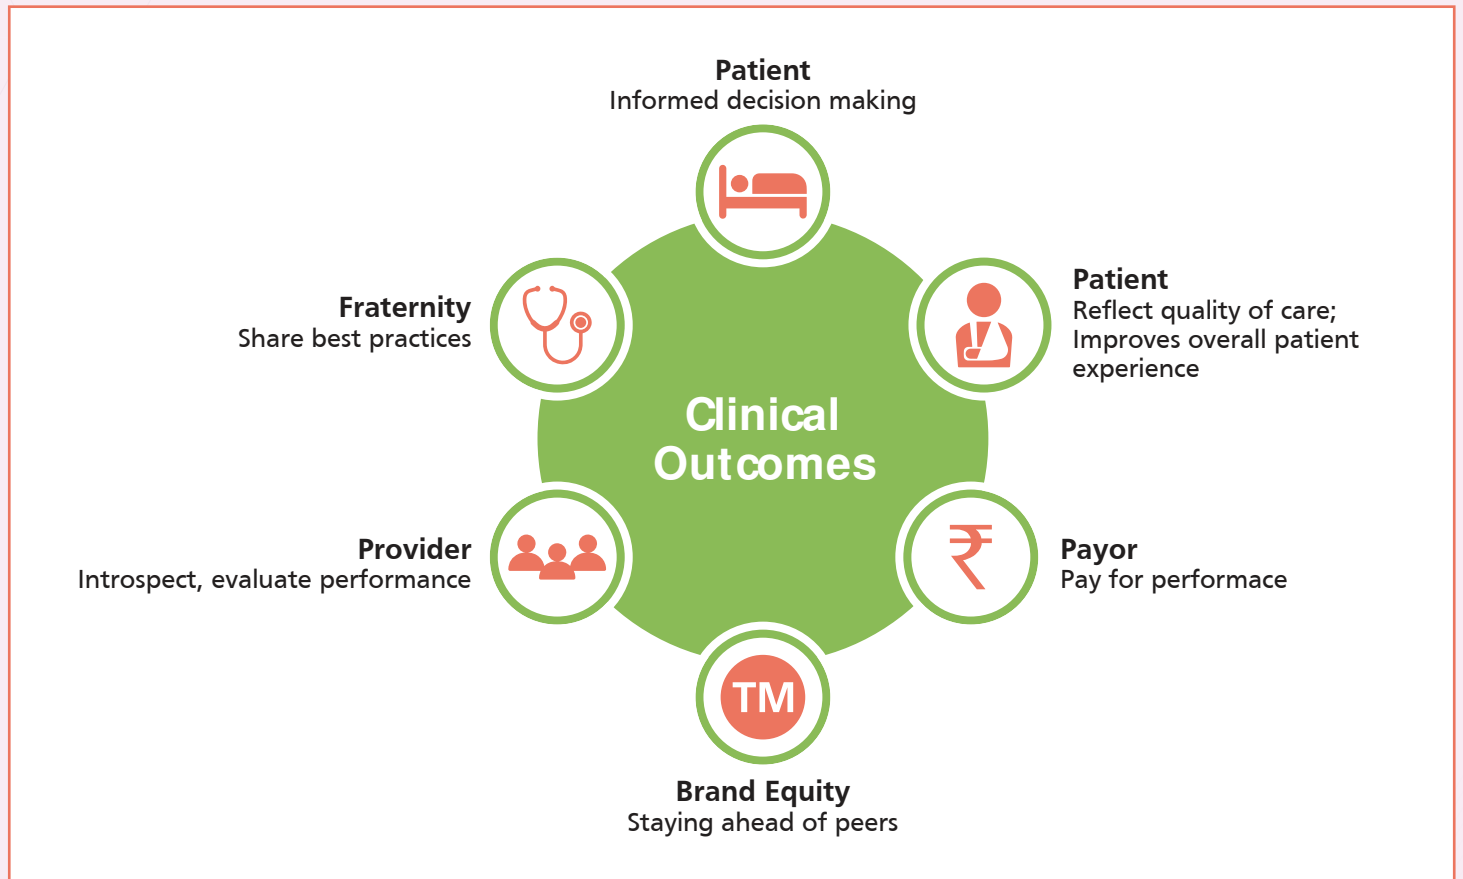 Patient
Informed decision making
Patient
Reflect quality of care;
Improves overall patient
experience
Fraternity
Share best practices
Clinical
Outcomes
Provider
Introspect, evaluate performance
₹
Payor
Pay for performace
TM
Brand Equity
Staying ahead of peers